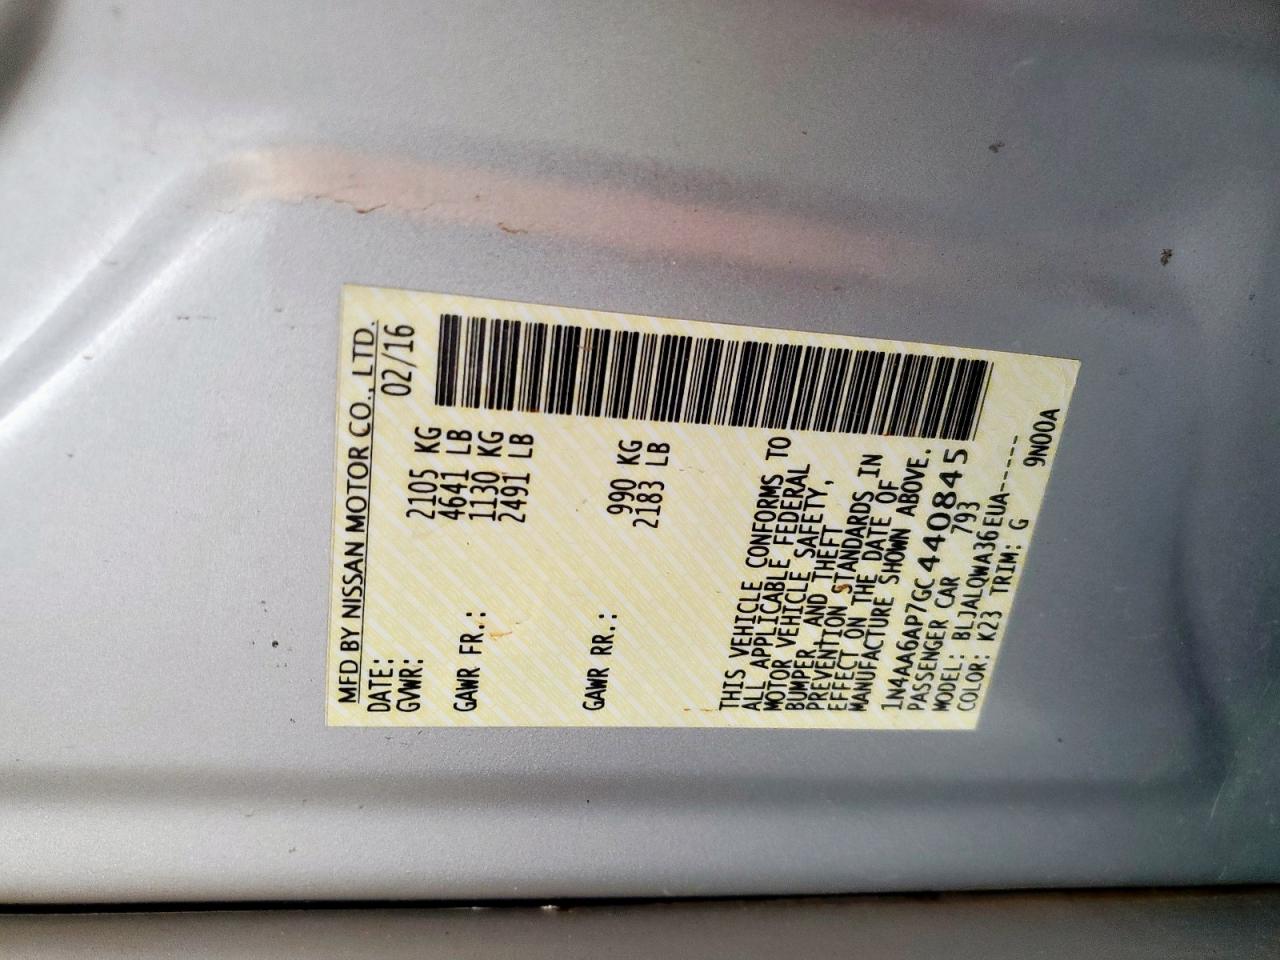 MFD BY NISSAN MOTOR CO., LTD.
DATE: 02/16
GVWR: 2105 KG
4641 LB
GAWR FR.: 1130 KG
2491 LB
GAWR RR.: 990 KG
2183 LB
THIS VEHICLE CONFORMS TO
ALL APPLICABLE FEDERAL
MOTOR VEHICLE SAFETY,
BUMPER, AND THEFT
PREVENTION STANDARDS IN
EFFECT ON THE DATE OF
MANUFACTURE SHOWN ABOVE.
1N4AA6AP7GC440845
PASSENGER CAR 793
MODEL: BLJALQWA36EUA-----
COLOR: K23 TRIM: G 9N00A